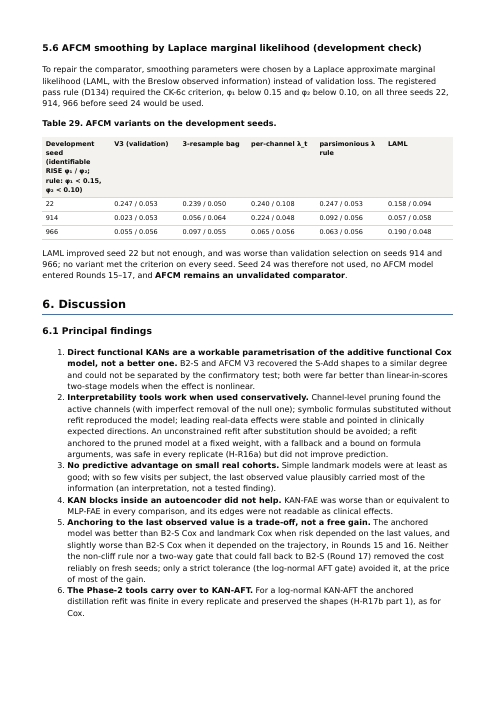 5.6 AFCM smoothing by Laplace marginal likelihood (development check)
To repair the comparator, smoothing parameters were chosen by a Laplace approximate marginal
likelihood (LAML, with the Breslow observed information) instead of validation loss. The registered
pass rule (D134) required the CK-6c criterion, φ₁ below 0.15 and φ₂ below 0.10, on all three seeds 22,
914, 966 before seed 24 would be used.
Table 29. AFCM variants on the development seeds.
Development seed (identifiable RISE φ₁ / φ₂; rule: φ₁ < 0.15, φ₂ < 0.10) V3 (validation) 3-resample bag per-channel λ_t parsimonious λ rule LAML
22 0.247 / 0.053 0.239 / 0.050 0.240 / 0.108 0.247 / 0.053 0.158 / 0.094
914 0.023 / 0.053 0.056 / 0.064 0.224 / 0.048 0.092 / 0.056 0.057 / 0.058
966 0.055 / 0.056 0.097 / 0.055 0.065 / 0.056 0.063 / 0.056 0.190 / 0.048
LAML improved seed 22 but not enough, and was worse than validation selection on seeds 914 and
966; no variant met the criterion on every seed. Seed 24 was therefore not used, no AFCM model
entered Rounds 15–17, and AFCM remains an unvalidated comparator.
6. Discussion
6.1 Principal findings
1. Direct functional KANs are a workable parametrisation of the additive functional Cox
model, not a better one. B2-S and AFCM V3 recovered the S-Add shapes to a similar degree
and could not be separated by the confirmatory test; both were far better than linear-in-scores
two-stage models when the effect is nonlinear.
2. Interpretability tools work when used conservatively. Channel-level pruning found the
active channels (with imperfect removal of the null one); symbolic formulas substituted without
refit reproduced the model; leading real-data effects were stable and pointed in clinically
expected directions. An unconstrained refit after substitution should be avoided; a refit
anchored to the pruned model at a fixed weight, with a fallback and a bound on formula
arguments, was safe in every replicate (H-R16a) but did not improve prediction.
3. No predictive advantage on small real cohorts. Simple landmark models were at least as
good; with so few visits per subject, the last observed value plausibly carried most of the
information (an interpretation, not a tested finding).
4. KAN blocks inside an autoencoder did not help. KAN-FAE was worse than or equivalent to
MLP-FAE in every comparison, and its edges were not readable as clinical effects.
5. Anchoring to the last observed value is a trade-off, not a free gain. The anchored
model was better than B2-S Cox and landmark Cox when risk depended on the last values, and
slightly worse than B2-S Cox when it depended on the trajectory, in Rounds 15 and 16. Neither
the non-cliff rule nor a two-way gate that could fall back to B2-S (Round 17) removed the cost
reliably on fresh seeds; only a strict tolerance (the log-normal AFT gate) avoided it, at the price
of most of the gain.
6. The Phase-2 tools carry over to KAN-AFT. For a log-normal KAN-AFT the anchored
distillation refit was finite in every replicate and preserved the shapes (H-R17b part 1), as for
Cox.